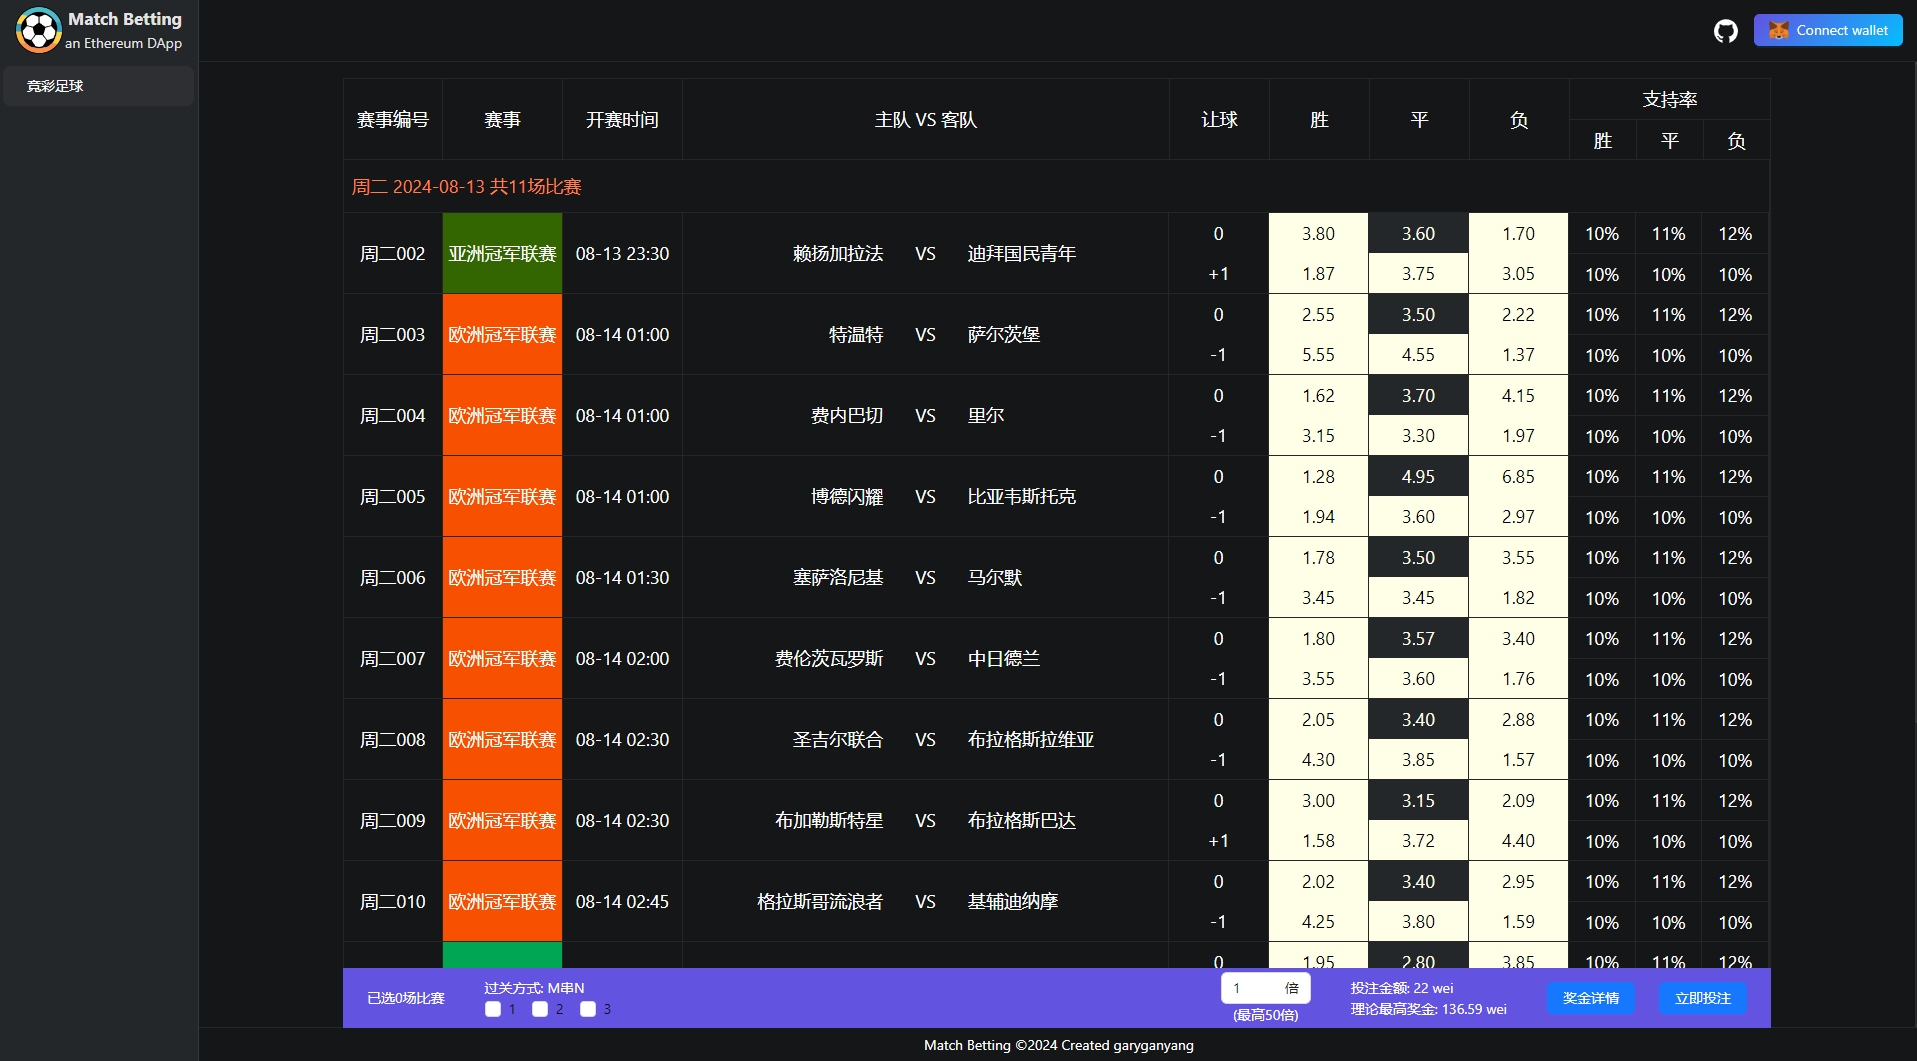 Match Betting
an Ethereum DApp
Connect wallet
竞彩足球
赛事编号 赛事 开赛时间 主队 VS 客队 让球 胜 平 负 支持率
胜 平 负
周二 2024-08-13 共11场比赛
周二002 亚洲冠军联赛 08-13 23:30 赖扬加拉法 VS 迪拜国民青年
0 3.80 3.60 1.70 10% 11% 12%
+1 1.87 3.75 3.05 10% 10% 10%
周二003 欧洲冠军联赛 08-14 01:00 特温特 VS 萨尔茨堡
0 2.55 3.50 2.22 10% 11% 12%
-1 5.55 4.55 1.37 10% 10% 10%
周二004 欧洲冠军联赛 08-14 01:00 费内巴切 VS 里尔
0 1.62 3.70 4.15 10% 11% 12%
-1 3.15 3.30 1.97 10% 10% 10%
周二005 欧洲冠军联赛 08-14 01:00 博德闪耀 VS 比亚韦斯托克
0 1.28 4.95 6.85 10% 11% 12%
-1 1.94 3.60 2.97 10% 10% 10%
周二006 欧洲冠军联赛 08-14 01:30 塞萨洛尼基 VS 马尔默
0 1.78 3.50 3.55 10% 11% 12%
-1 3.45 3.45 1.82 10% 10% 10%
周二007 欧洲冠军联赛 08-14 02:00 费伦茨瓦罗斯 VS 中日德兰
0 1.80 3.57 3.40 10% 11% 12%
-1 3.55 3.60 1.76 10% 10% 10%
周二008 欧洲冠军联赛 08-14 02:30 圣吉尔联合 VS 布拉格斯拉维亚
0 2.05 3.40 2.88 10% 11% 12%
-1 4.30 3.85 1.57 10% 10% 10%
周二009 欧洲冠军联赛 08-14 02:30 布加勒斯特星 VS 布拉格斯巴达
0 3.00 3.15 2.09 10% 11% 12%
+1 1.58 3.72 4.40 10% 10% 10%
周二010 欧洲冠军联赛 08-14 02:45 格拉斯哥流浪者 VS 基辅迪纳摩
0 2.02 3.40 2.95 10% 11% 12%
-1 4.25 3.80 1.59 10% 10% 10%
0 1.95 2.80 3.85 10% 11% 12%
已选0场比赛
过关方式: M串N
1 2 3
1 倍
(最高50倍)
投注金额: 22 wei
理论最高奖金: 136.59 wei
奖金详情
立即投注
Match Betting ©2024 Created garyganyang